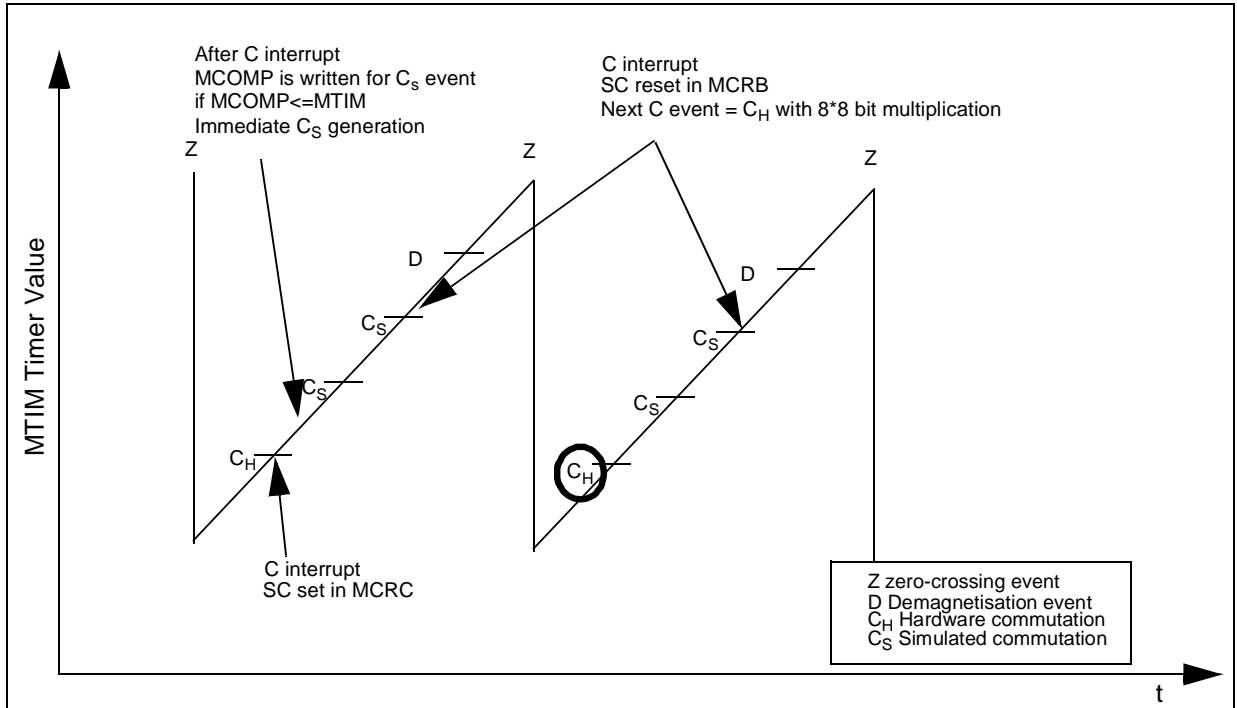 After C interrupt
MCOMP is written for CS event
if MCOMP<=MTIM
Immediate CS generation
C interrupt
SC reset in MCRB
Next C event = CH with 8*8 bit multiplication
Z
Z
Z
D
D
CS
CS
CS
CS
CH
CH
MTIM Timer Value
C interrupt
SC set in MCRC
Z zero-crossing event
D Demagnetisation event
CH Hardware commutation
CS Simulated commutation
t